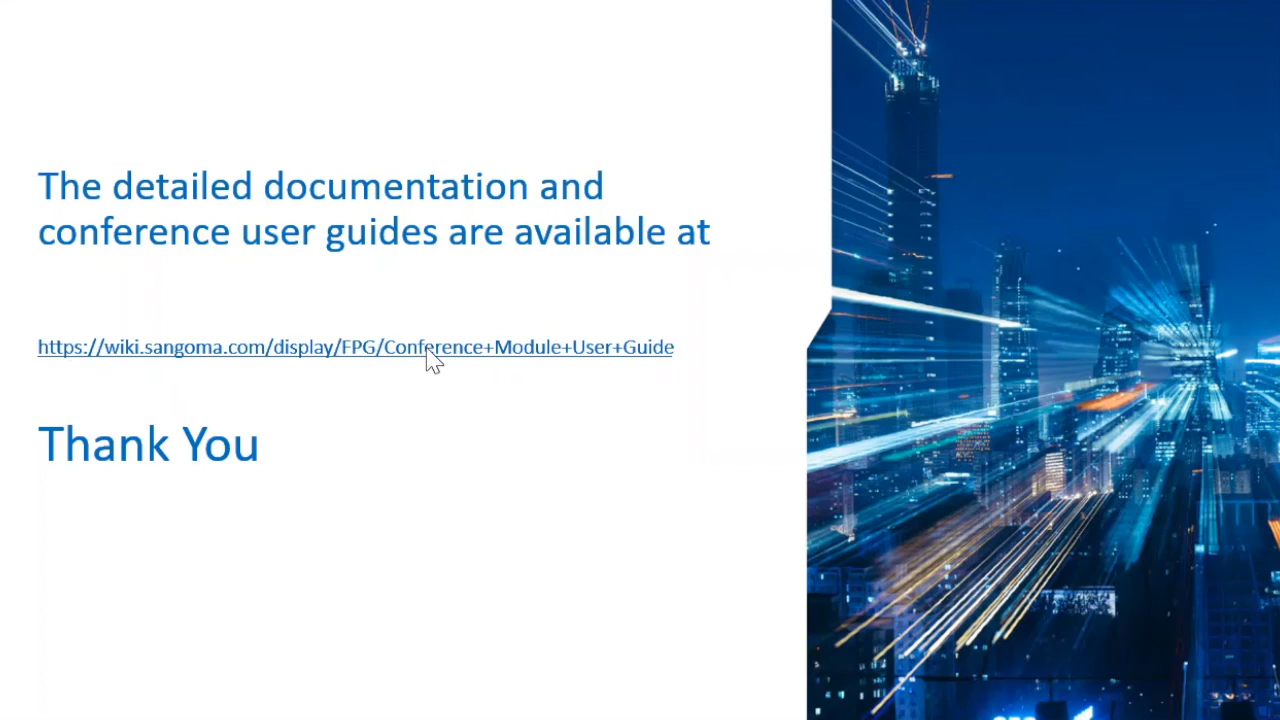 The detailed documentation and
conference user guides are available at
https://wiki.sangoma.com/display/FPG/Conference+Module+User+Guide
Thank You